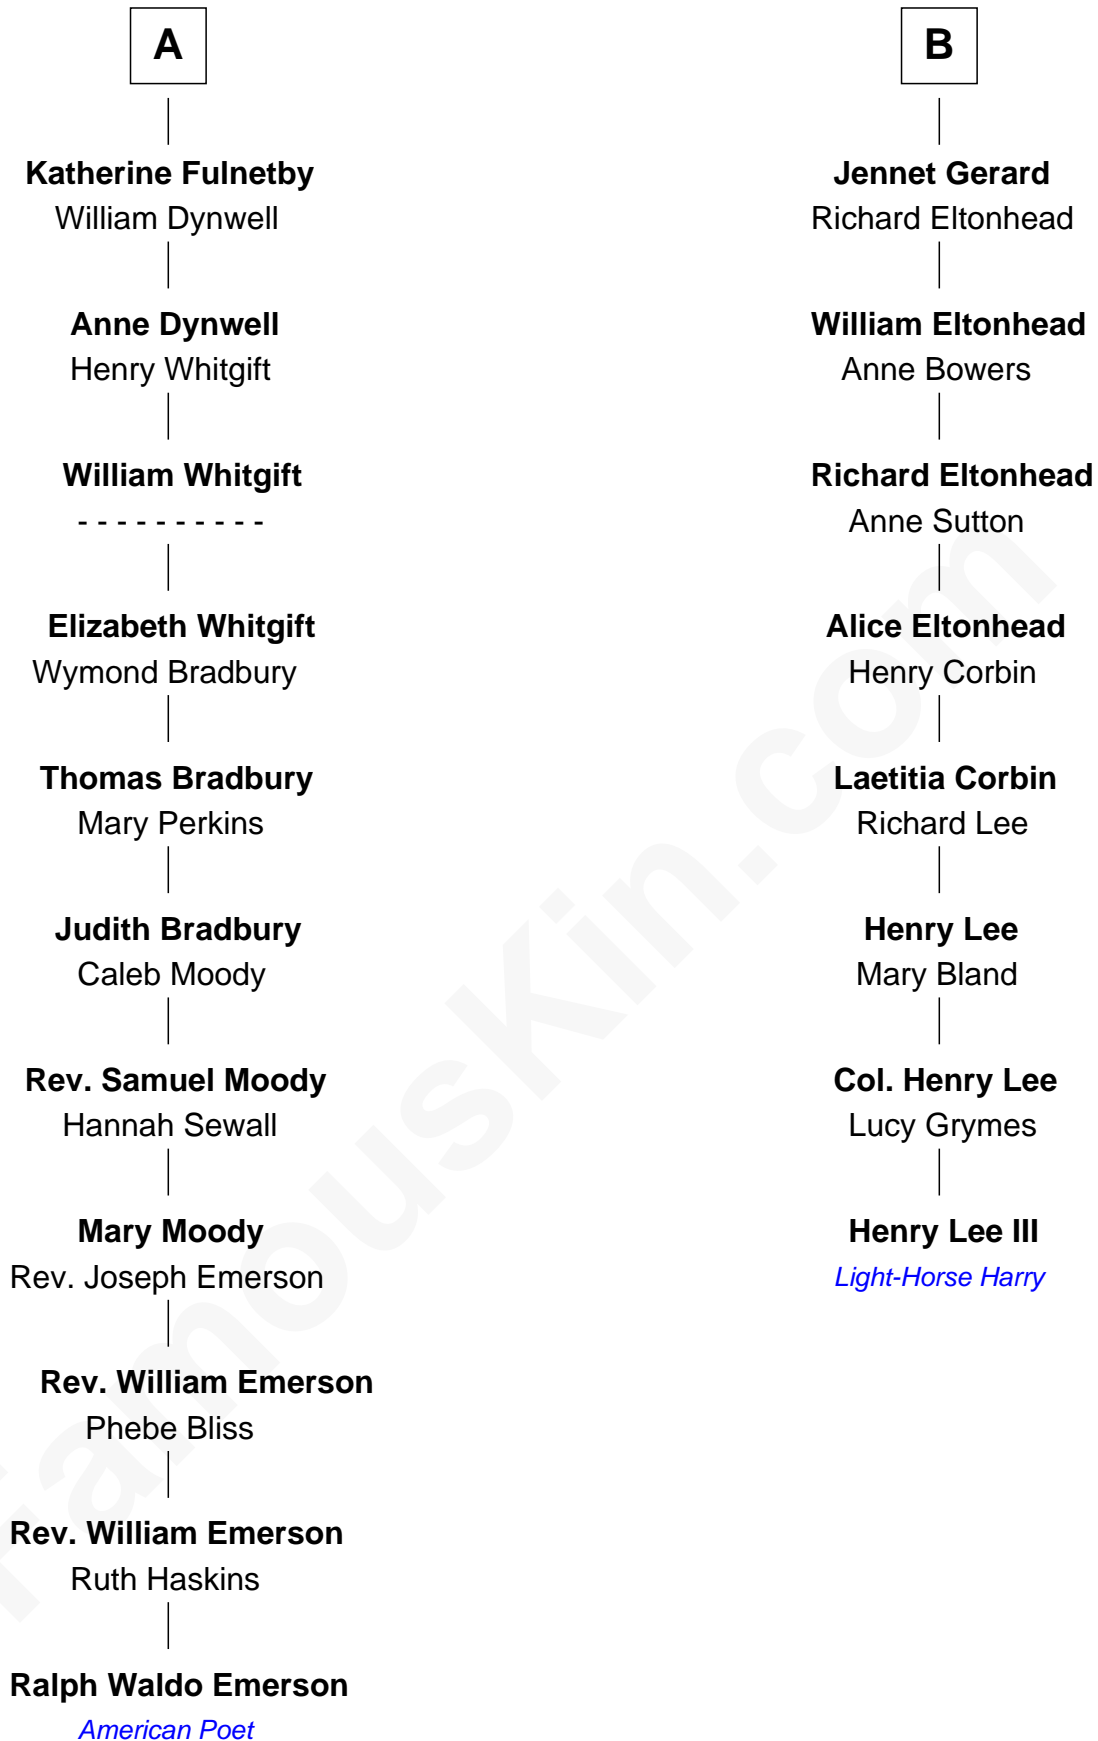 A
Katherine Fulnetby
William Dynwell
Anne Dynwell
Henry Whitgift
William Whitgift
- - - - - - - - - -
Elizabeth Whitgift
Wymond Bradbury
Thomas Bradbury
Mary Perkins
Judith Bradbury
Caleb Moody
Rev. Samuel Moody
Hannah Sewall
Mary Moody
Rev. Joseph Emerson
Rev. William Emerson
Phebe Bliss
Rev. William Emerson
Ruth Haskins
Ralph Waldo Emerson
American Poet
B
Jennet Gerard
Richard Eltonhead
William Eltonhead
Anne Bowers
Richard Eltonhead
Anne Sutton
Alice Eltonhead
Henry Corbin
Laetitia Corbin
Richard Lee
Henry Lee
Mary Bland
Col. Henry Lee
Lucy Grymes
Henry Lee III
Light-Horse Harry
FamousKin.com